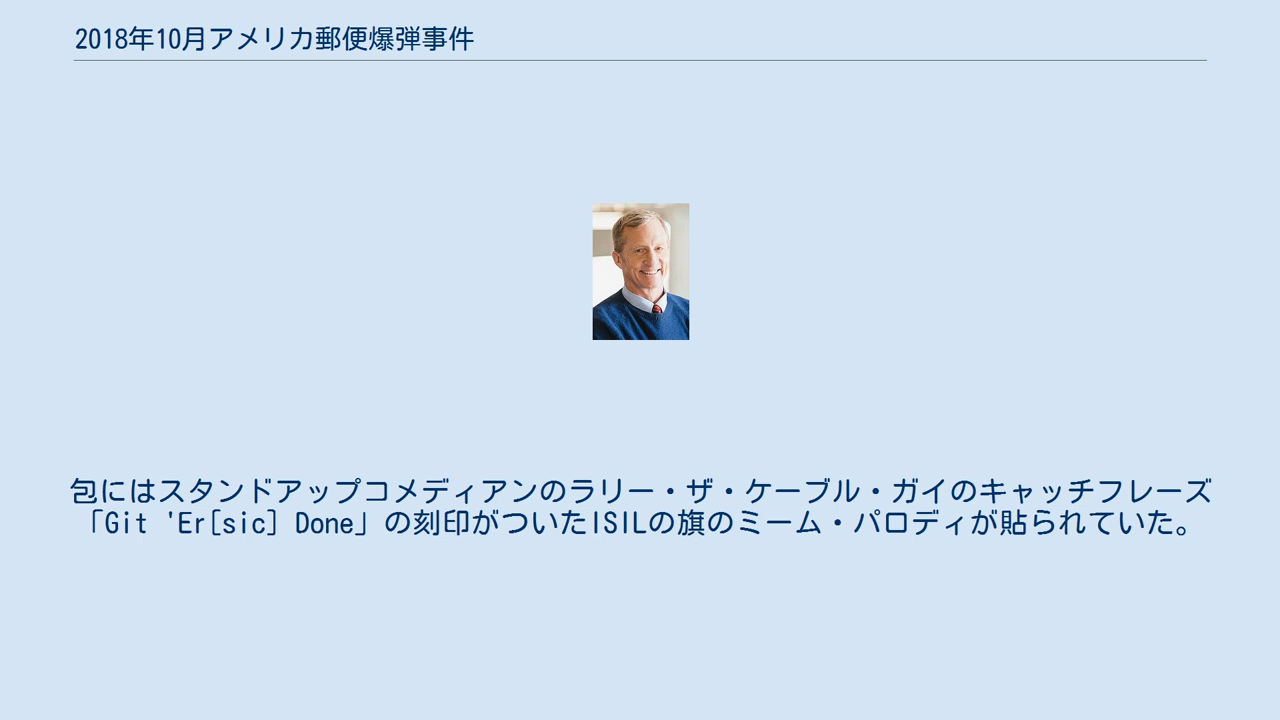 2018年10月アメリカ郵便爆弾事件
包にはスタンドアップコメディアンのラリー・ザ・ケーブル・ガイのキャッチフレーズ
「Git 'Er[sic] Done」の刻印がついたISILの旗のミーム・パロディが貼られていた。